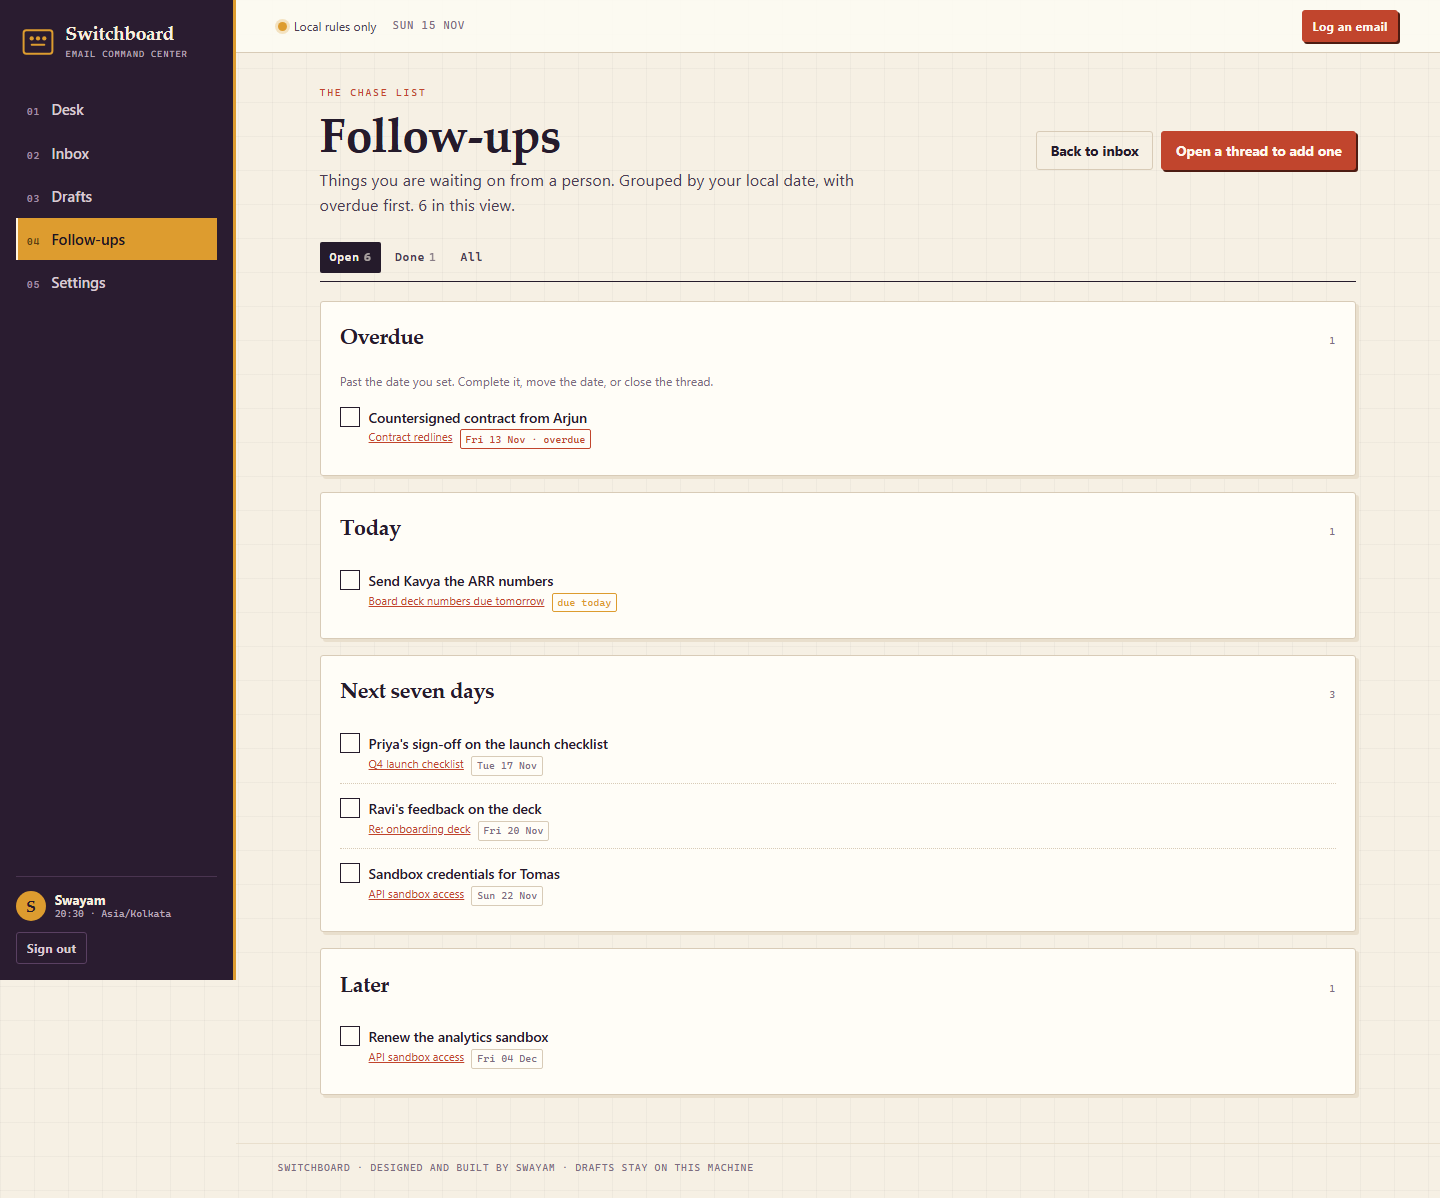 Switchboard
EMAIL COMMAND CENTER
01 Desk
02 Inbox
03 Drafts
04 Follow-ups
05 Settings
S
Swayam
20:30 · Asia/Kolkata
Sign out
Local rules only
SUN 15 NOV
Log an email
THE CHASE LIST
Follow-ups
Things you are waiting on from a person. Grouped by your local date, with
overdue first. 6 in this view.
Back to inbox
Open a thread to add one
Open 6
Done 1
All
Overdue
1
Past the date you set. Complete it, move the date, or close the thread.
Countersigned contract from Arjun
Contract redlines
Fri 13 Nov · overdue
Today
1
Send Kavya the ARR numbers
Board deck numbers due tomorrow
due today
Next seven days
3
Priya's sign-off on the launch checklist
Q4 launch checklist
Tue 17 Nov
Ravi's feedback on the deck
Re: onboarding deck
Fri 20 Nov
Sandbox credentials for Tomas
API sandbox access
Sun 22 Nov
Later
1
Renew the analytics sandbox
API sandbox access
Fri 04 Dec
SWITCHBOARD · DESIGNED AND BUILT BY SWAYAM · DRAFTS STAY ON THIS MACHINE